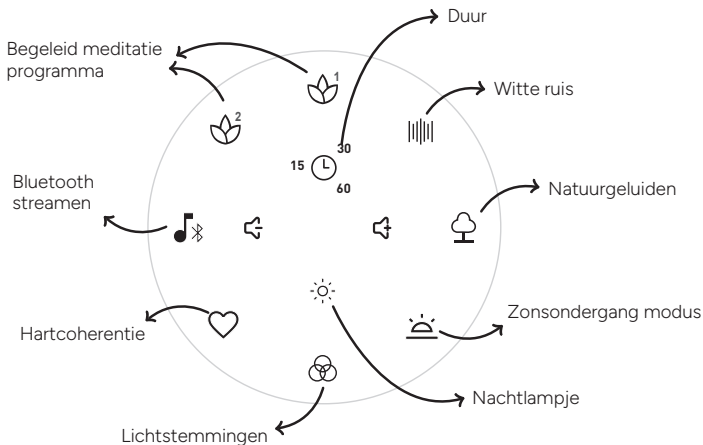 Duur
Begeleid meditatie
programma
1
Witte ruis
2
30
15
60
Bluetooth
streamen
Natuurgeluiden
Zonsondergang modus
Hartcoherentie
Nachtlampje
Lichtstemmingen